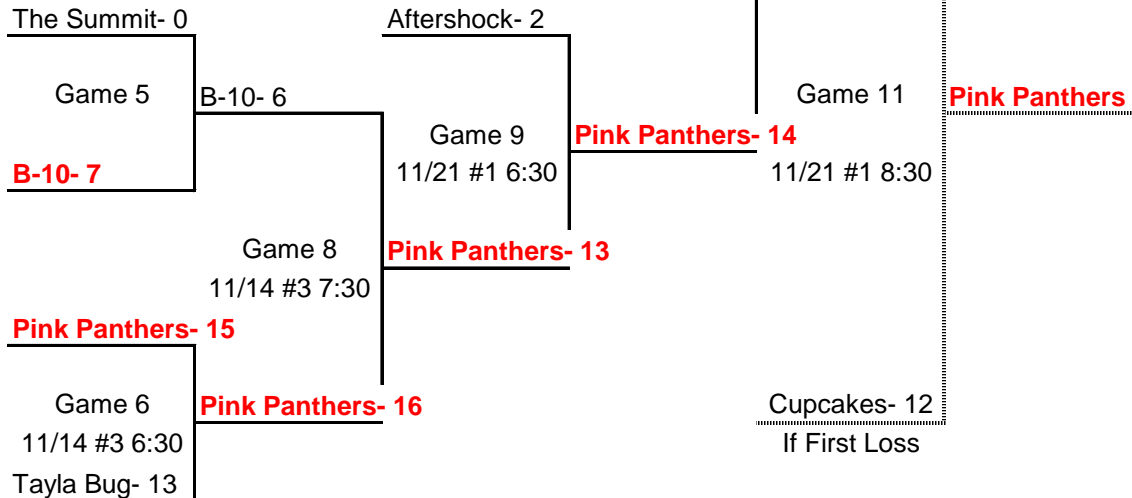 The Summit- 0
Aftershock- 2
Game 5
B-10- 6
Game 11
Pink Panthers
Game 9
Pink Panthers- 14
B-10- 7
11/21 #1 6:30
11/21 #1 8:30
Game 8
Pink Panthers- 13
11/14 #3 7:30
Pink Panthers- 15
Game 6
Pink Panthers- 16
Cupcakes- 12
11/14 #3 6:30
If First Loss
Tayla Bug- 13